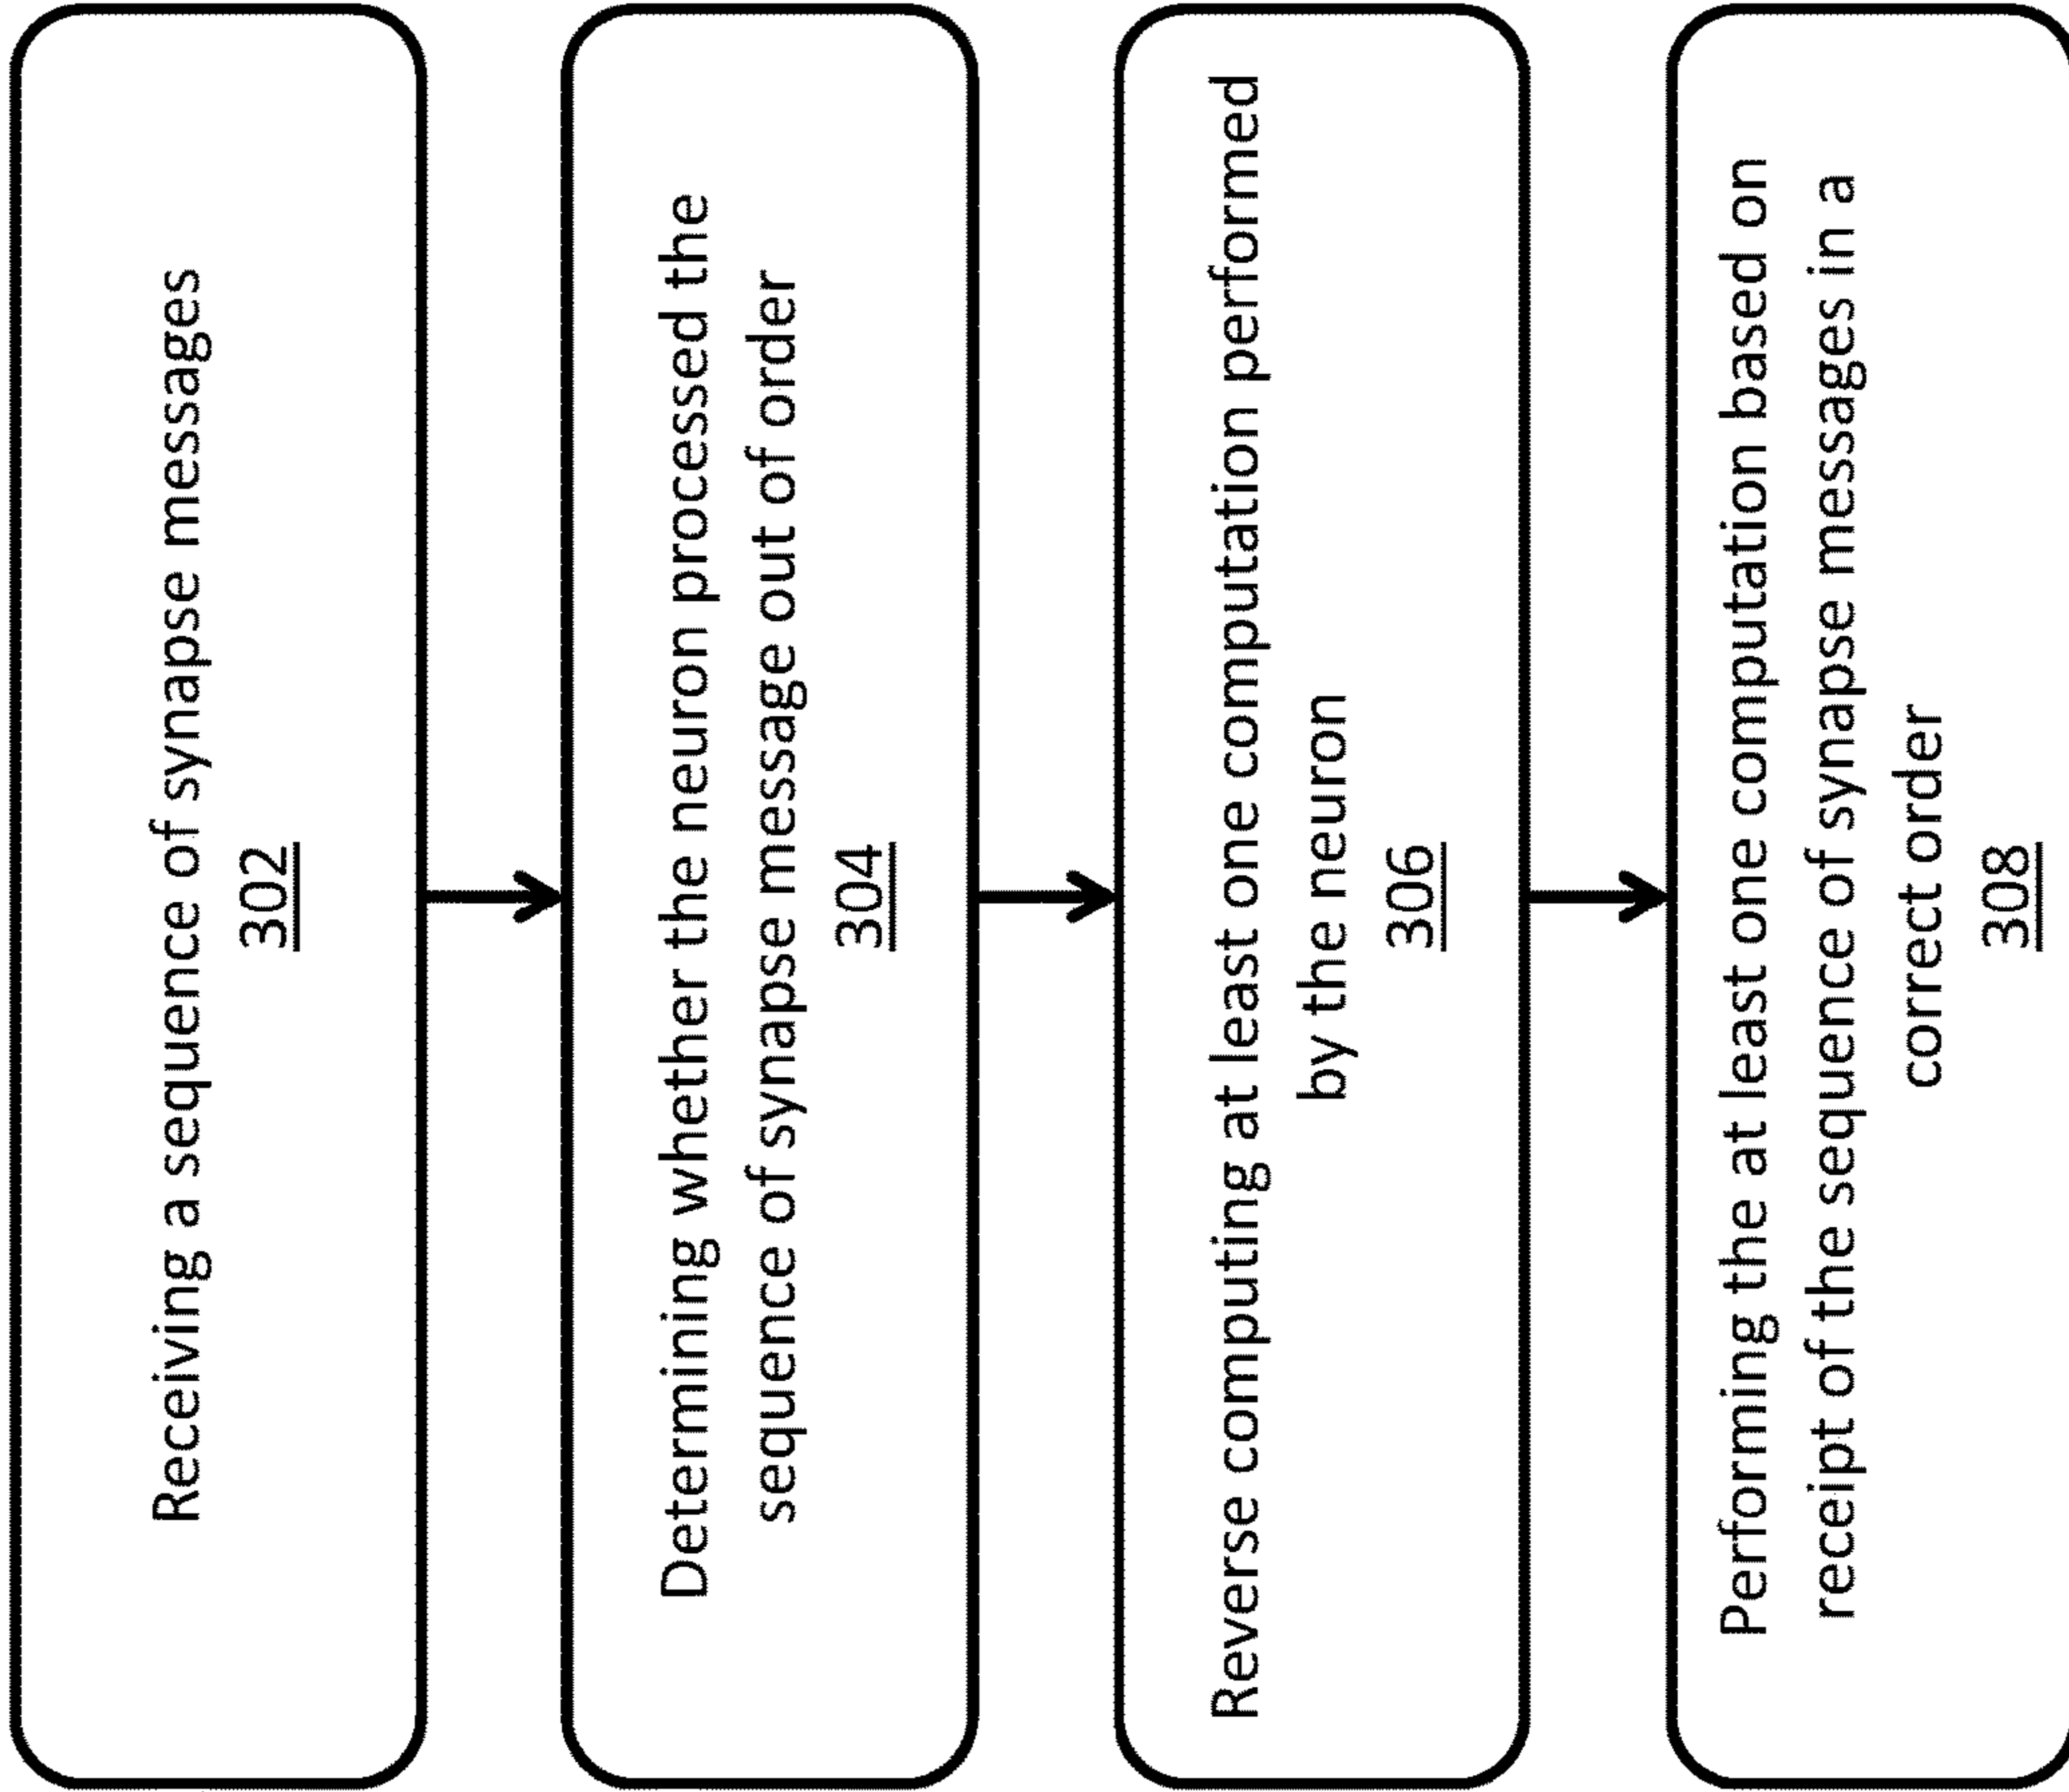 Receiving a sequence of synapse messages
302
Determining whether the neuron processed the
sequence of synapse message out of order
304
Reverse computing at least one computation performed
by the neuron
306
Performing the at least one computation based on
receipt of the sequence of synapse messages in a
correct order
308